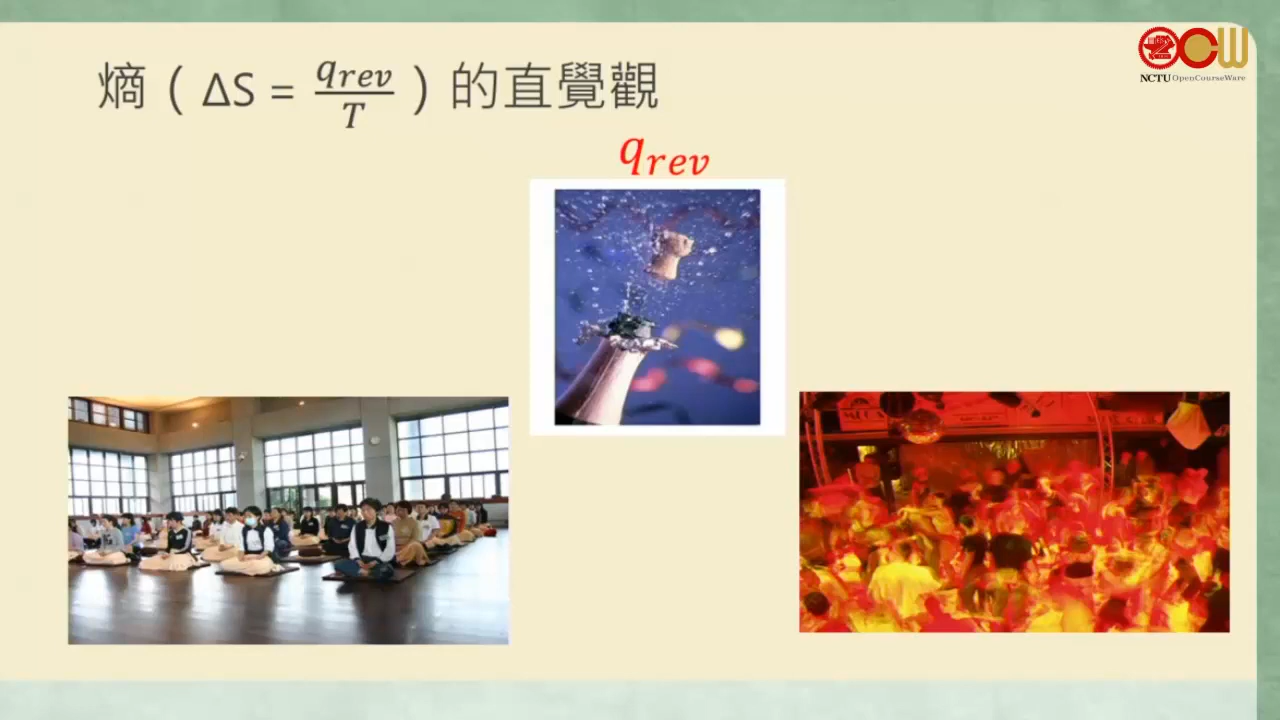 熵（ΔS = q_rev/T）的直覺觀
q_rev
NCTU OpenCourseWare